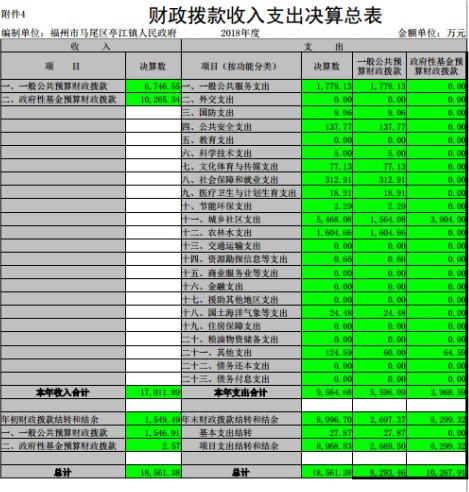 附件4
财政拨款收入支出决算总表
编制单位：福州市马尾区亭江镇人民政府 2018年度 金额单位：万元
收 入 支 出
项 目 决算数 项目（按功能分类） 决算数 一般公共预算财政拨款 政府性基金预算财政拨款
一、一般公共预算财政拨款 6,746.55 一、一般公共服务支出 1,779.13 1,779.13 0.00
二、政府性基金预算财政拨款 10,265.34 二、外交支出 0.00 0.00 0.00
三、国防支出 9.06 9.06 0.00
四、公共安全支出 137.77 137.77 0.00
五、教育支出 0.00 0.00 0.00
六、科学技术支出 5.00 5.00 0.00
七、文化体育与传媒支出 77.13 77.13 0.00
八、社会保障和就业支出 312.91 312.91 0.00
九、医疗卫生与计划生育支出 18.91 18.91 0.00
十、节能环保支出 2.29 2.29 0.00
十一、城乡社区支出 5,468.08 1,564.08 3,904.00
十二、农林水支出 1,604.66 1,604.66 0.00
十三、交通运输支出 0.00 0.00 0.00
十四、资源勘探信息等支出 0.66 0.66 0.00
十五、商业服务业等支出 0.00 0.00 0.00
十六、金融支出 0.00 0.00 0.00
十七、援助其他地区支出 0.00 0.00 0.00
十八、国土海洋气象等支出 24.48 24.48 0.00
十九、住房保障支出 0.00 0.00 0.00
二十、粮油物资储备支出 0.00 0.00 0.00
二十一、其他支出 124.59 60.00 64.59
二十二、债务还本支出 0.00 0.00 0.00
二十三、债务付息支出 0.00 0.00 0.00
本年收入合计 17,011.89 本年支出合计 9,564.68 5,596.09 3,968.59
年初财政拨款结转和结余 1,549.49 年末财政拨款结转和结余 8,996.70 2,697.37 6,299.32
一、一般公共预算财政拨款 1,546.91 基本支出结转 27.87 27.87 0.00
二、政府性基金预算财政拨款 2.57 项目支出结转和结余 8,968.83 2,669.50 6,299.32
总计 18,561.38 总计 18,561.38 8,293.46 10,267.91